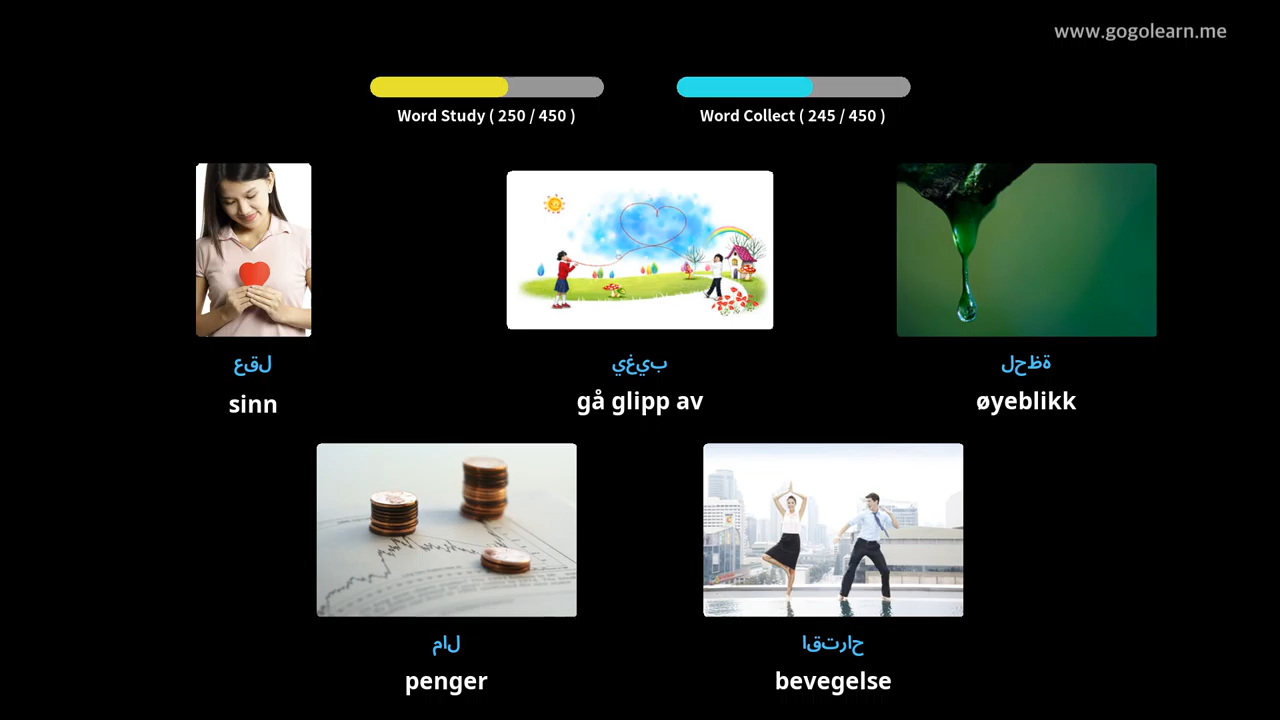 www.gogolearn.me
Word Study ( 250 / 450 )
Word Collect ( 245 / 450 )
عقل
يغيب
لحظة
sinn
gå glipp av
øyeblikk
مال
اقتراح
penger
bevegelse